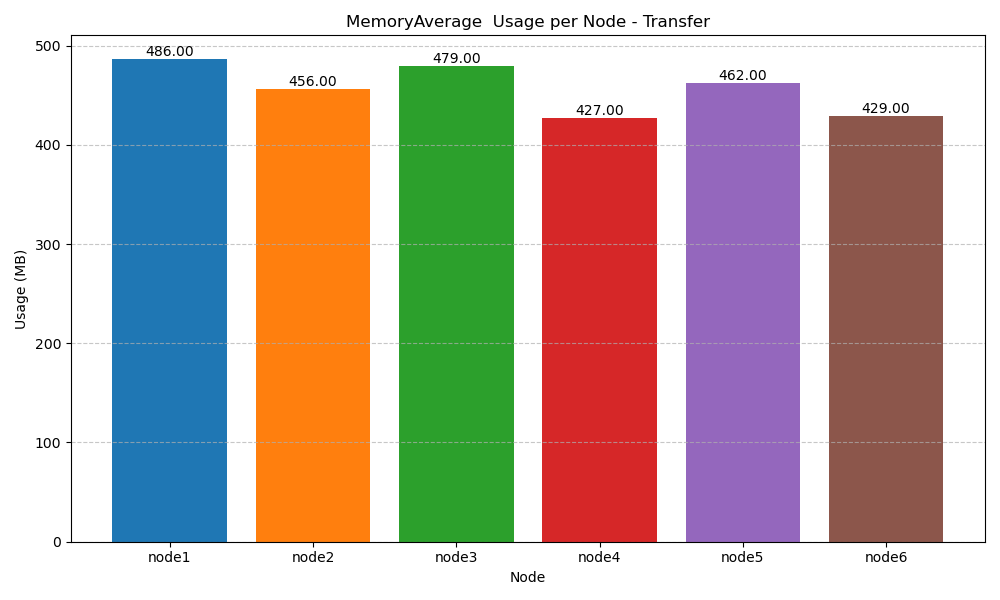 MemoryAverage  Usage per Node - Transfer
Usage (MB)
500
400
300
200
100
0
486.00
456.00
479.00
427.00
462.00
429.00
node1
node2
node3
node4
node5
node6
Node